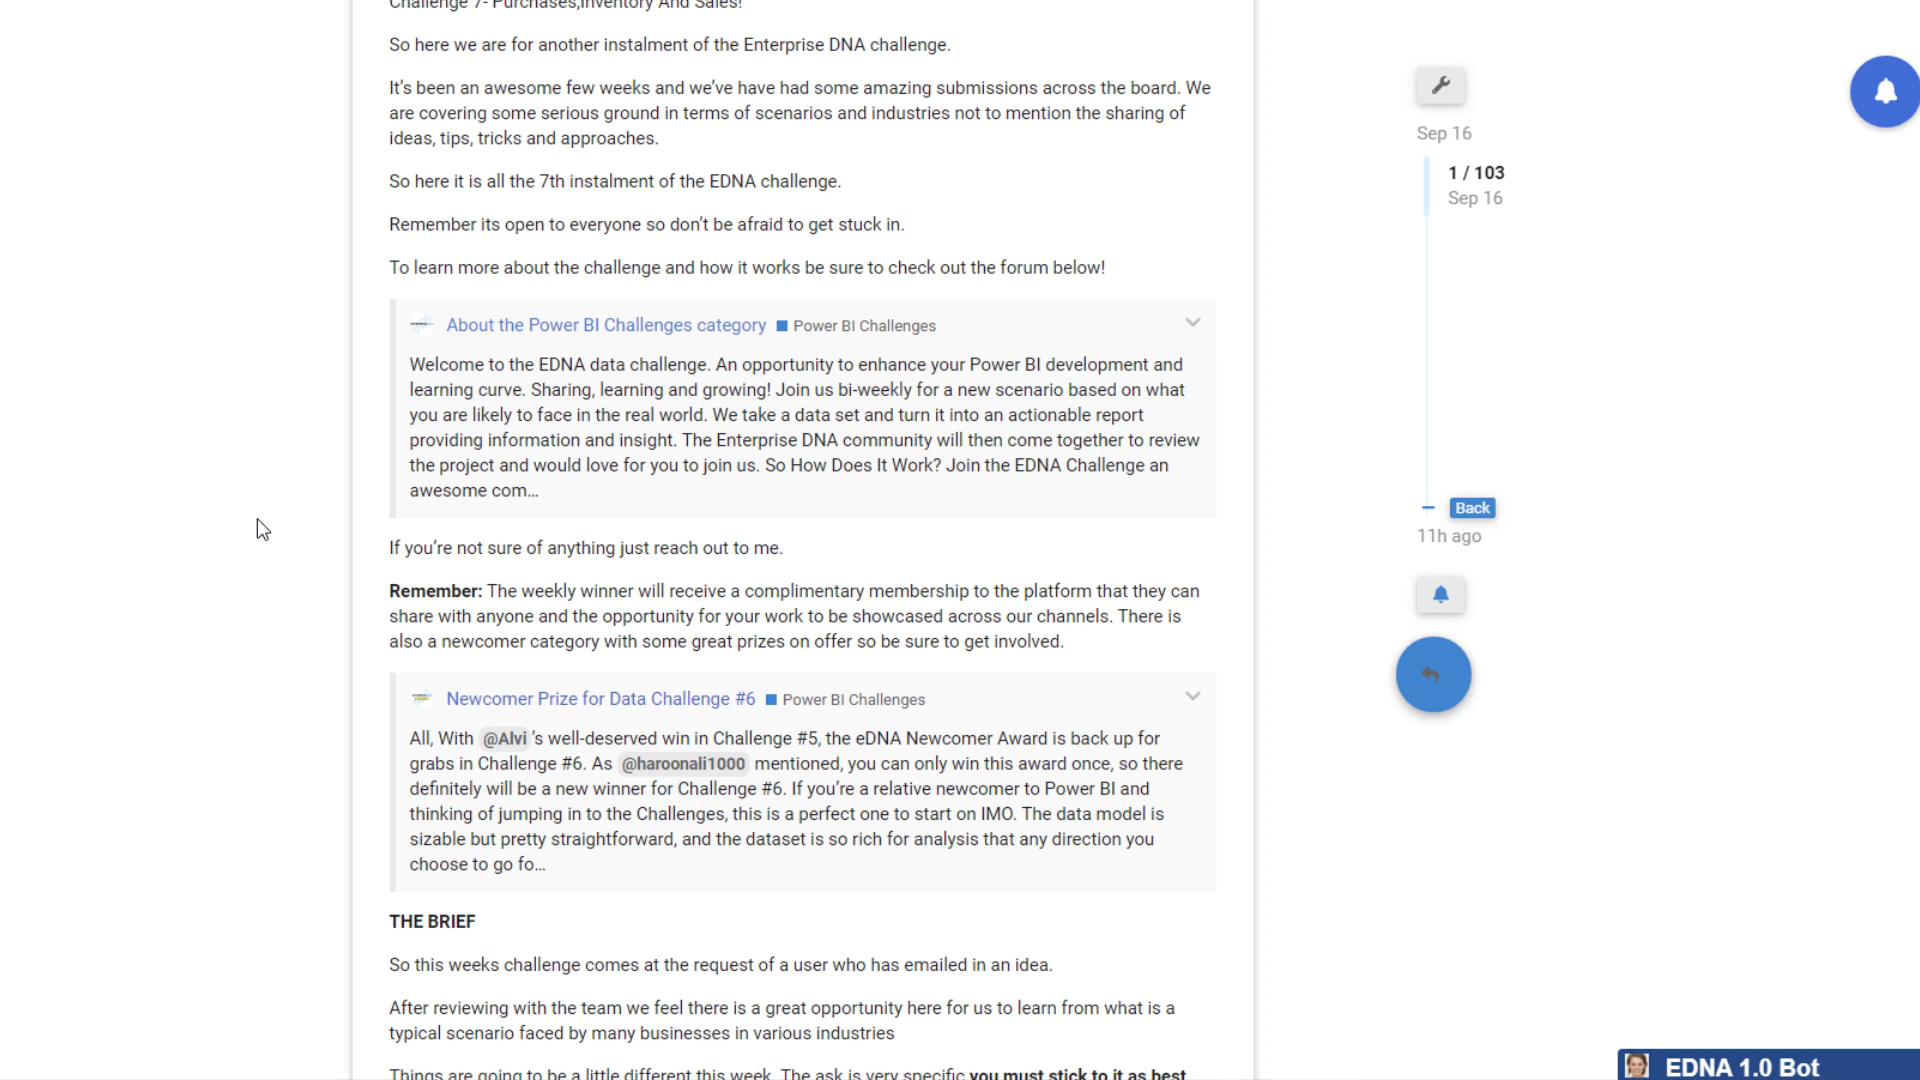 Challenge 7- Purchases,Inventory And Sales!
So here we are for another instalment of the Enterprise DNA challenge.
It’s been an awesome few weeks and we’ve have had some amazing submissions across the board. We
are covering some serious ground in terms of scenarios and industries not to mention the sharing of
ideas, tips, tricks and approaches.
So here it is all the 7th instalment of the EDNA challenge.
Remember its open to everyone so don’t be afraid to get stuck in.
To learn more about the challenge and how it works be sure to check out the forum below!
About the Power BI Challenges category Power BI Challenges
Welcome to the EDNA data challenge. An opportunity to enhance your Power BI development and
learning curve. Sharing, learning and growing! Join us bi-weekly for a new scenario based on what
you are likely to face in the real world. We take a data set and turn it into an actionable report
providing information and insight. The Enterprise DNA community will then come together to review
the project and would love for you to join us. So How Does It Work? Join the EDNA Challenge an
awesome com…
If you’re not sure of anything just reach out to me.
Remember: The weekly winner will receive a complimentary membership to the platform that they can
share with anyone and the opportunity for your work to be showcased across our channels. There is
also a newcomer category with some great prizes on offer so be sure to get involved.
Newcomer Prize for Data Challenge #6 Power BI Challenges
All, With @Alvi 's well-deserved win in Challenge #5, the eDNA Newcomer Award is back up for
grabs in Challenge #6. As @haroonali1000 mentioned, you can only win this award once, so there
definitely will be a new winner for Challenge #6. If you’re a relative newcomer to Power BI and
thinking of jumping in to the Challenges, this is a perfect one to start on IMO. The data model is
sizable but pretty straightforward, and the dataset is so rich for analysis that any direction you
choose to go fo…
THE BRIEF
So this weeks challenge comes at the request of a user who has emailed in an idea.
After reviewing with the team we feel there is a great opportunity here for us to learn from what is a
typical scenario faced by many businesses in various industries
Things are going to be a little different this week. The ask is very specific you must stick to it as best
Sep 16
1 / 103
Sep 16
Back
11h ago
EDNA 1.0 Bot